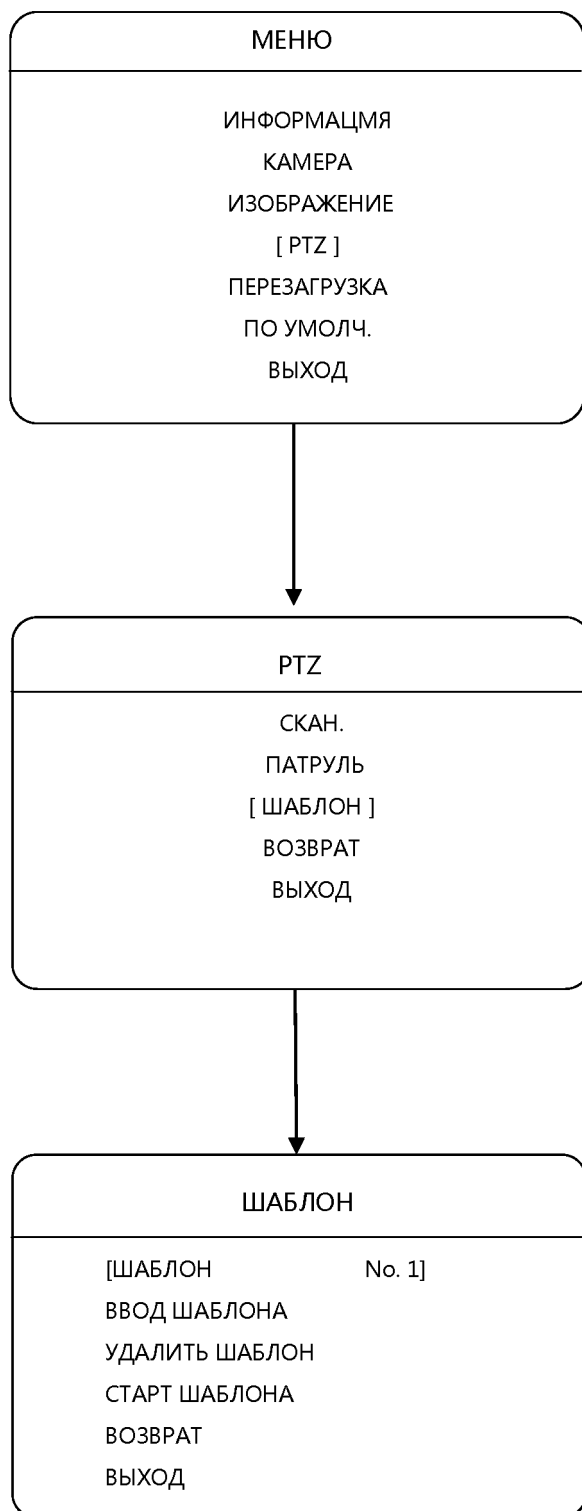 МЕНЮ
ИНФОРМАЦМЯ
КАМЕРА
ИЗОБРАЖЕНИЕ
[ PTZ ]
ПЕРЕЗАГРУЗКА
ПО УМОЛЧ.
ВЫХОД
PTZ
СКАН.
ПАТРУЛЬ
[ ШАБЛОН ]
ВОЗВРАТ
ВЫХОД
ШАБЛОН
[ШАБЛОН No. 1]
ВВОД ШАБЛОНА
УДАЛИТЬ ШАБЛОН
СТАРТ ШАБЛОНА
ВОЗВРАТ
ВЫХОД